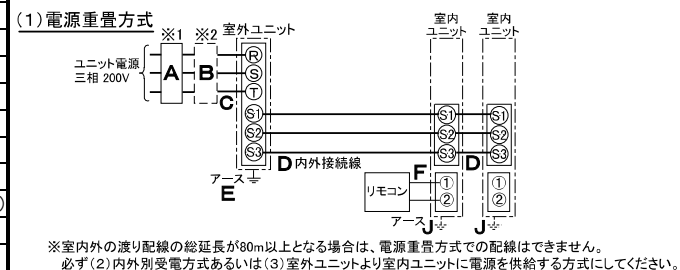 (1)電源重畳方式
※1 ※2 室外ユニット
室内
ユニット
室内
ユニット
ユニット電源
三相 200V
A
B
C
R
S
T
S1
S2
S3
S1
S2
S3
S1
S2
S3
D 内外接続線
D
アース
E
F
リモコン
①
②
①
②
アース J
J
※室内外の渡り配線の総延長が80m以上となる場合は、電源重畳方式での配線はできません。
必ず(2)内外別受電方式あるいは(3)室外ユニットより室内ユニットに電源を供給する方式にしてください。